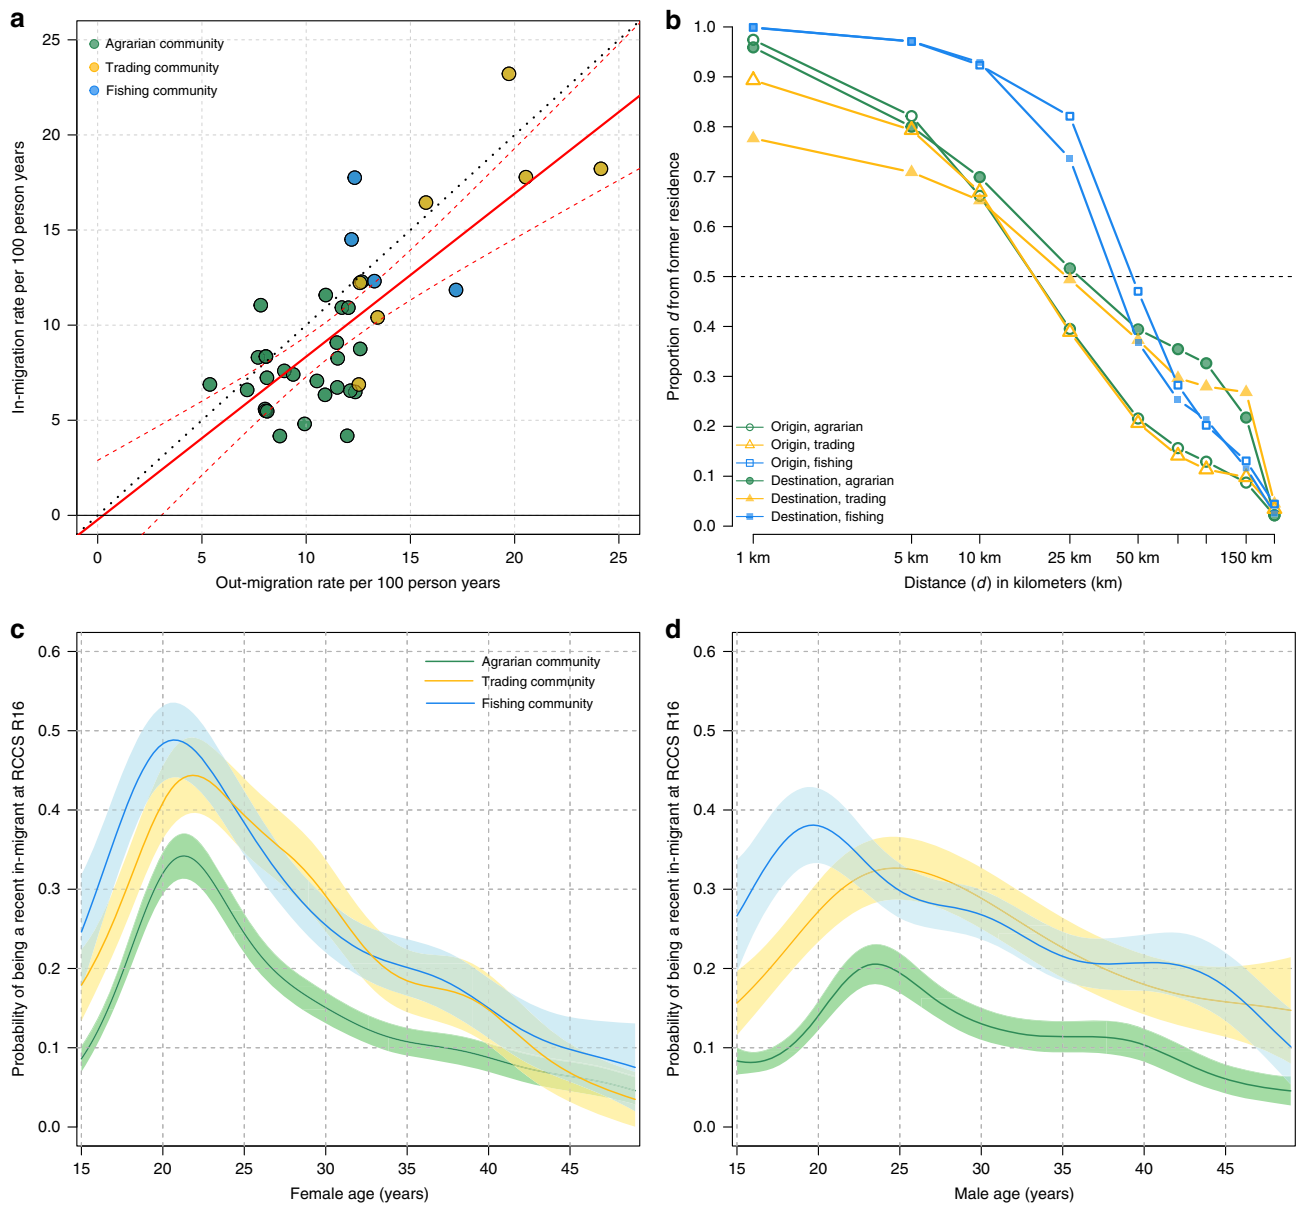 a
25
20
15
10
5
0
In-migration rate per 100 person years
Agrarian community
Trading community
Fishing community
0 5 10 15 20 25
Out-migration rate per 100 person years
b
1.0
0.9
0.8
0.7
0.6
0.5
0.4
0.3
0.2
0.1
0.0
Proportion d from former residence
Origin, agrarian
Origin, trading
Origin, fishing
Destination, agrarian
Destination, trading
Destination, fishing
1 km 5 km 10 km 25 km 50 km 150 km
Distance (d) in kilometers (km)
c
0.6
0.5
0.4
0.3
0.2
0.1
0.0
Probability of being a recent in-migrant at RCCS R16
Agrarian community
Trading community
Fishing community
15 20 25 30 35 40 45
Female age (years)
d
0.6
0.5
0.4
0.3
0.2
0.1
0.0
Probability of being a recent in-migrant at RCCS R16
15 20 25 30 35 40 45
Male age (years)